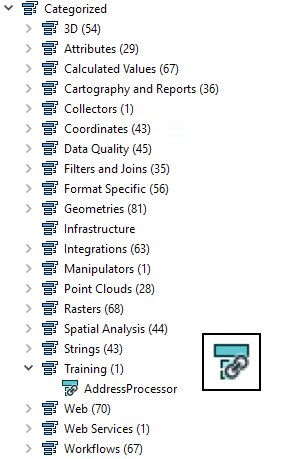 Categorized
3D (54)
Attributes (29)
Calculated Values (67)
Cartography and Reports (36)
Collectors (1)
Coordinates (43)
Data Quality (45)
Filters and Joins (35)
Format Specific (56)
Geometries (81)
Infrastructure
Integrations (63)
Manipulators (1)
Point Clouds (28)
Rasters (68)
Spatial Analysis (44)
Strings (43)
Training (1)
AddressProcessor
Web (70)
Web Services (1)
Workflows (67)